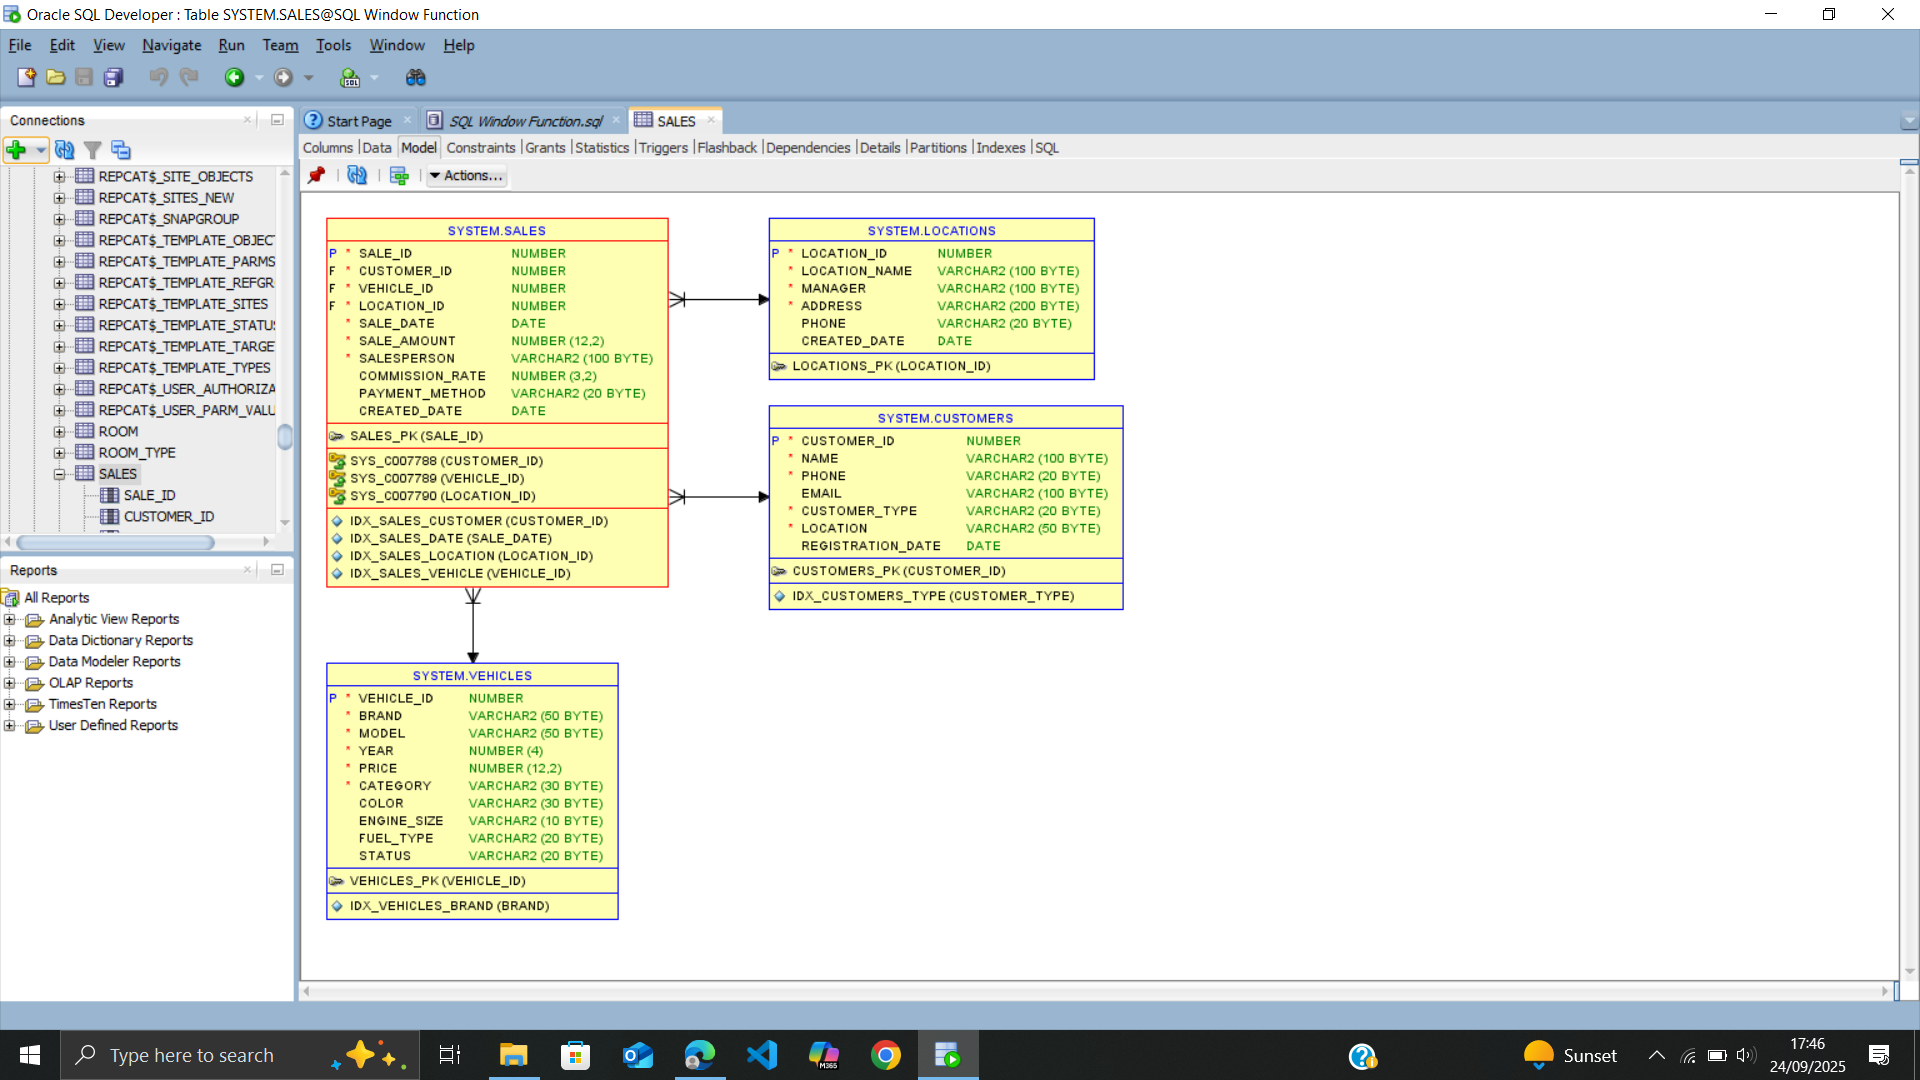 Oracle SQL Developer : Table SYSTEM.SALES@SQL Window Function
File Edit View Navigate Run Team Tools Window Help
Connections
REPCAT$_SITE_OBJECTS
REPCAT$_SITES_NEW
REPCAT$_SNAPGROUP
REPCAT$_TEMPLATE_OBJEC
REPCAT$_TEMPLATE_PARMS
REPCAT$_TEMPLATE_REFGR
REPCAT$_TEMPLATE_SITES
REPCAT$_TEMPLATE_STATUS
REPCAT$_TEMPLATE_TARGE
REPCAT$_TEMPLATE_TYPES
REPCAT$_USER_AUTHORIZA
REPCAT$_USER_PARM_VALU
ROOM
ROOM_TYPE
SALES
SALE_ID
CUSTOMER_ID
Reports
All Reports
Analytic View Reports
Data Dictionary Reports
Data Modeler Reports
OLAP Reports
TimesTen Reports
User Defined Reports
Start Page SQL Window Function.sql SALES
Columns Data Model Constraints Grants Statistics Triggers Flashback Dependencies Details Partitions Indexes SQL
Actions...
SYSTEM.SALES
P * SALE_ID NUMBER
F * CUSTOMER_ID NUMBER
F * VEHICLE_ID NUMBER
F * LOCATION_ID NUMBER
* SALE_DATE DATE
* SALE_AMOUNT NUMBER (12,2)
* SALESPERSON VARCHAR2 (100 BYTE)
COMMISSION_RATE NUMBER (3,2)
PAYMENT_METHOD VARCHAR2 (20 BYTE)
CREATED_DATE DATE
SALES_PK (SALE_ID)
SYS_C007788 (CUSTOMER_ID)
SYS_C007789 (VEHICLE_ID)
SYS_C007790 (LOCATION_ID)
IDX_SALES_CUSTOMER (CUSTOMER_ID)
IDX_SALES_DATE (SALE_DATE)
IDX_SALES_LOCATION (LOCATION_ID)
IDX_SALES_VEHICLE (VEHICLE_ID)
SYSTEM.LOCATIONS
P * LOCATION_ID NUMBER
* LOCATION_NAME VARCHAR2 (100 BYTE)
* MANAGER VARCHAR2 (100 BYTE)
* ADDRESS VARCHAR2 (200 BYTE)
PHONE VARCHAR2 (20 BYTE)
CREATED_DATE DATE
LOCATIONS_PK (LOCATION_ID)
SYSTEM.CUSTOMERS
P * CUSTOMER_ID NUMBER
* NAME VARCHAR2 (100 BYTE)
* PHONE VARCHAR2 (20 BYTE)
EMAIL VARCHAR2 (100 BYTE)
* CUSTOMER_TYPE VARCHAR2 (20 BYTE)
* LOCATION VARCHAR2 (50 BYTE)
REGISTRATION_DATE DATE
CUSTOMERS_PK (CUSTOMER_ID)
IDX_CUSTOMERS_TYPE (CUSTOMER_TYPE)
SYSTEM.VEHICLES
P * VEHICLE_ID NUMBER
* BRAND VARCHAR2 (50 BYTE)
* MODEL VARCHAR2 (50 BYTE)
* YEAR NUMBER (4)
* PRICE NUMBER (12,2)
* CATEGORY VARCHAR2 (30 BYTE)
COLOR VARCHAR2 (30 BYTE)
ENGINE_SIZE VARCHAR2 (10 BYTE)
FUEL_TYPE VARCHAR2 (20 BYTE)
STATUS VARCHAR2 (20 BYTE)
VEHICLES_PK (VEHICLE_ID)
IDX_VEHICLES_BRAND (BRAND)
Type here to search
Sunset
17:46
24/09/2025